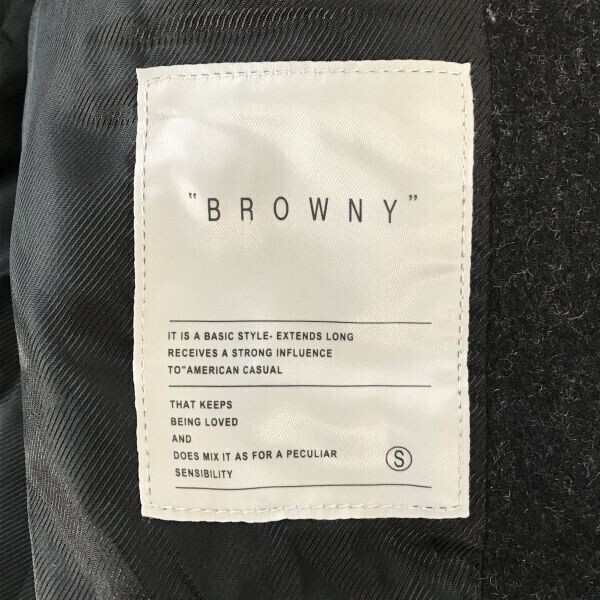 "BROWNY"
IT IS A BASIC STYLE- EXTENDS LONG
RECEIVES A STRONG INFLUENCE
TO"AMERICAN CASUAL
THAT KEEPS
BEING LOVED
AND
DOES MIX IT AS FOR A PECULIAR
SENSIBILITY
S